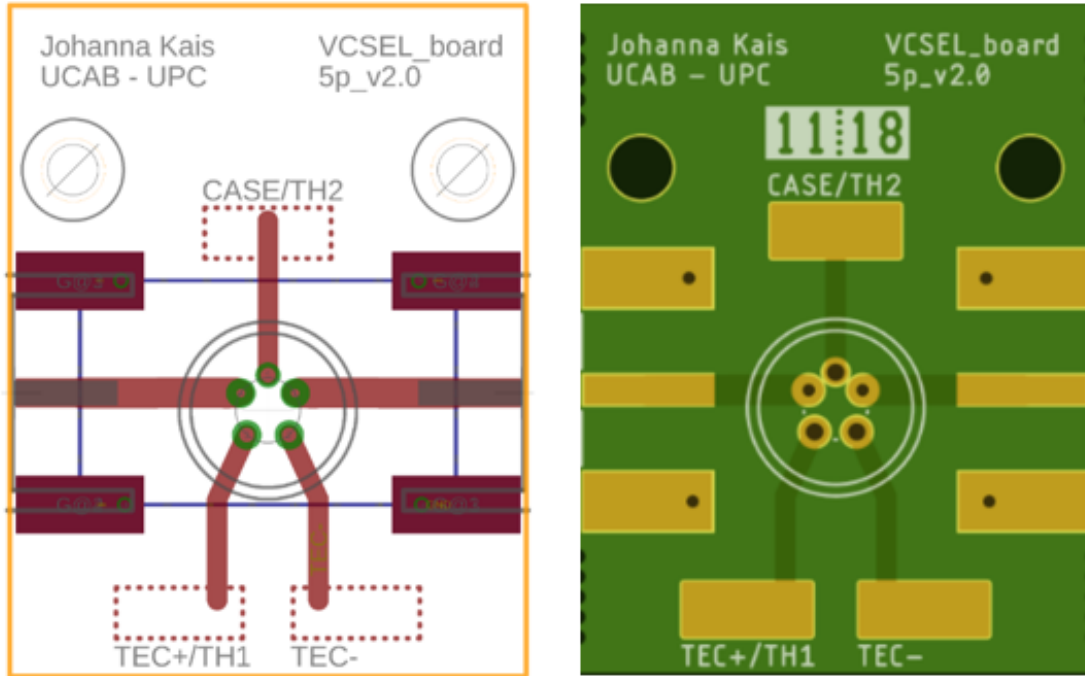 Johanna Kais
UCAB - UPC
VCSEL_board
5p_v2.0
CASE/TH2
TEC+/TH1
TEC-
TEC-
Johanna Kais
UCAB - UPC
VCSEL_board
5p_v2.0
11:18
CASE/TH2
TEC+/TH1
TEC-